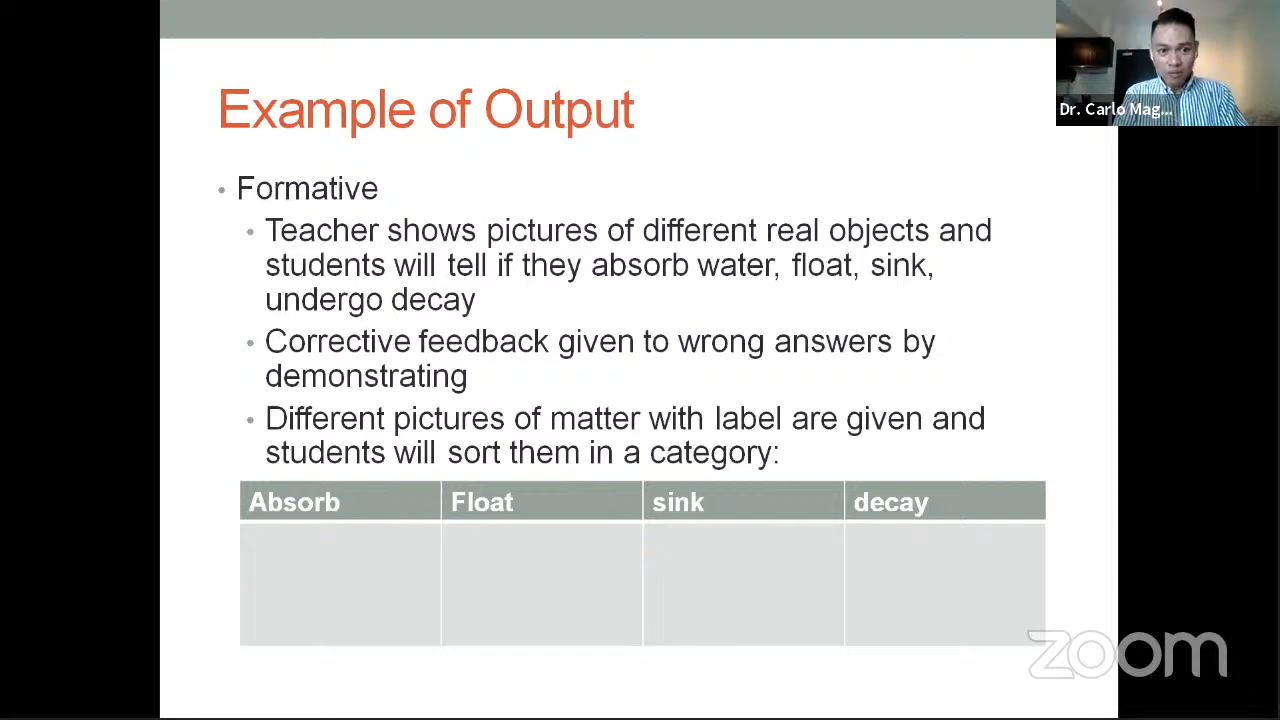 Example of Output
Dr. Carlo Mag...
• Formative
• Teacher shows pictures of different real objects and
students will tell if they absorb water, float, sink,
undergo decay
• Corrective feedback given to wrong answers by
demonstrating
• Different pictures of matter with label are given and
students will sort them in a category:
Absorb Float sink decay
zoom